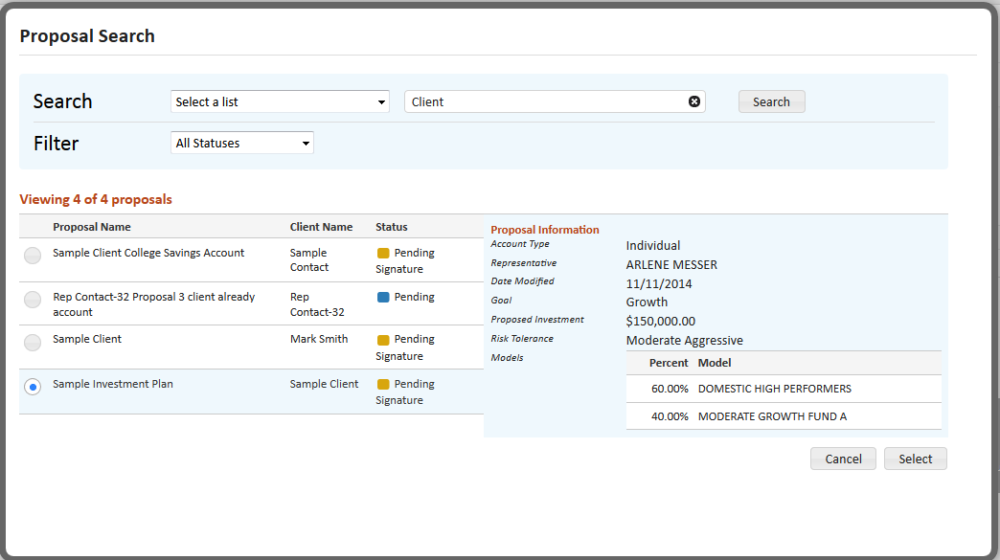 Proposal Search
Search Select a list Client Search
Filter All Statuses
Viewing 4 of 4 proposals
Proposal Name Client Name Status
Sample Client College Savings Account Sample Contact Pending Signature
Rep Contact-32 Proposal 3 client already account Rep Contact-32 Pending
Sample Client Mark Smith Pending Signature
Sample Investment Plan Sample Client Pending Signature
Proposal Information
Account Type Individual
Representative ARLENE MESSER
Date Modified 11/11/2014
Goal Growth
Proposed Investment $150,000.00
Risk Tolerance Moderate Aggressive
Models
Percent Model
60.00% DOMESTIC HIGH PERFORMERS
40.00% MODERATE GROWTH FUND A
Cancel Select